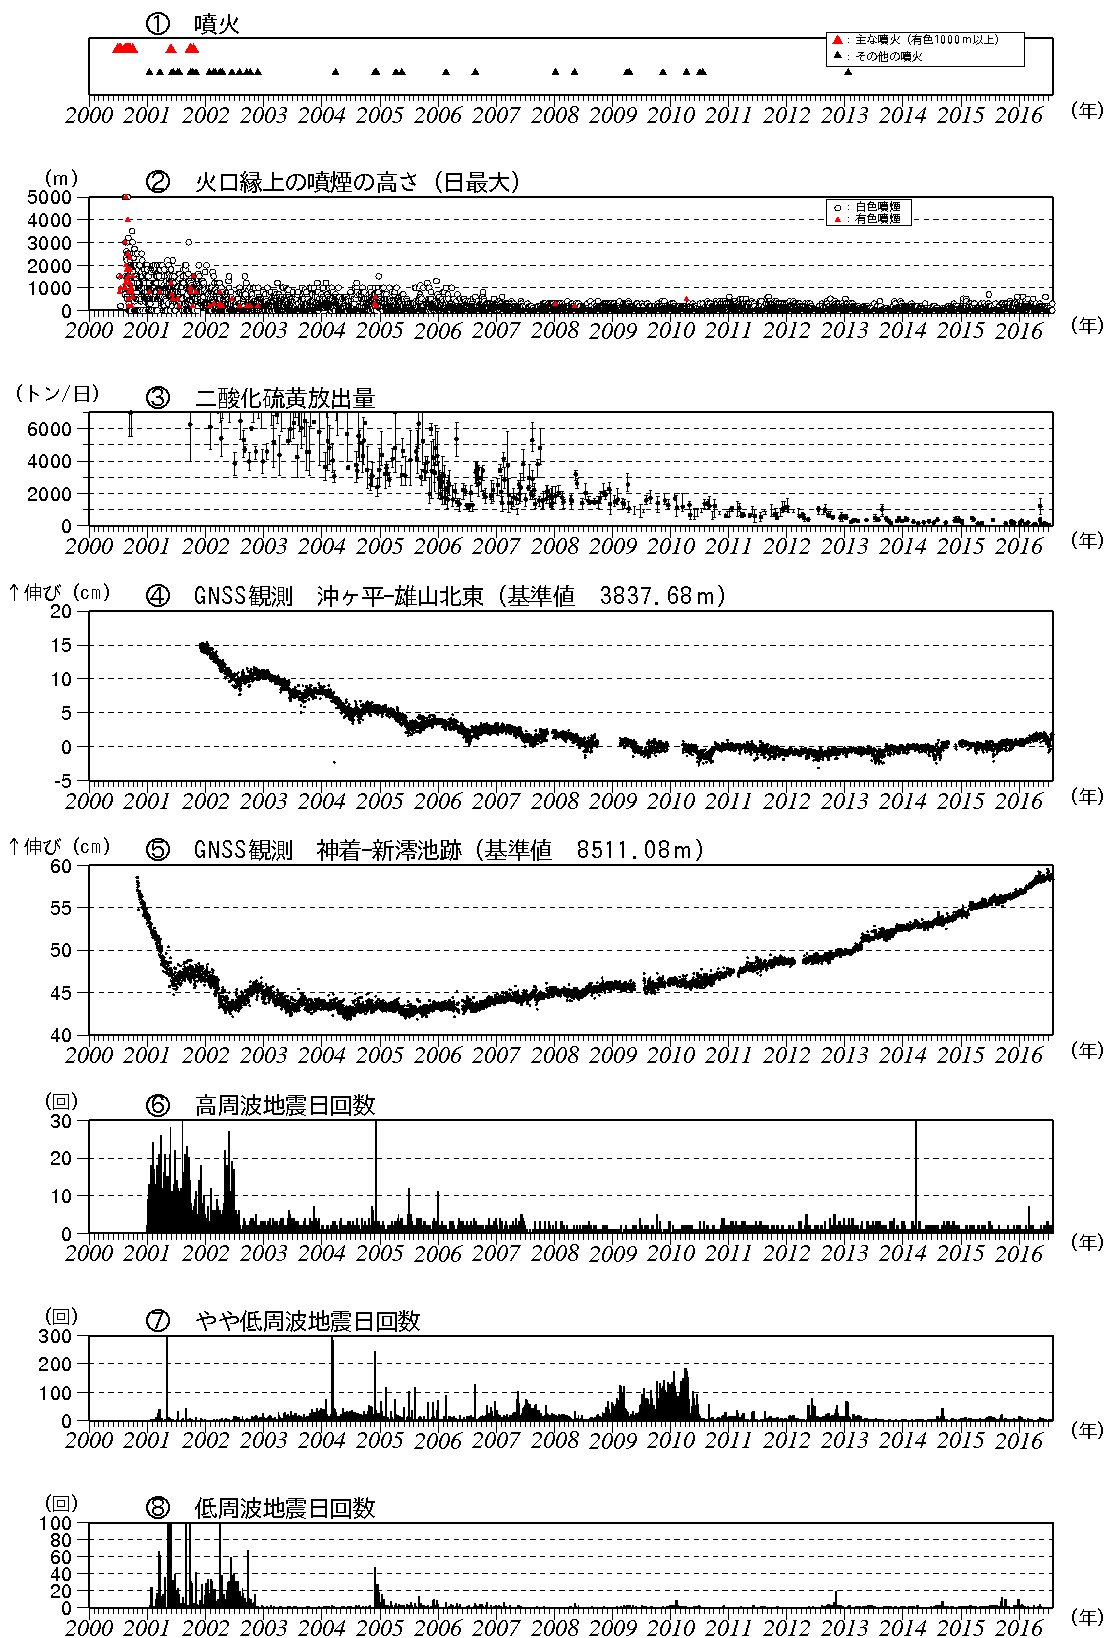 ① 噴火
▲：主な噴火（有色1000m以上）
▲：その他の噴火
2000 2001 2002 2003 2004 2005 2006 2007 2008 2009 2010 2011 2012 2013 2014 2015 2016 (年)
(m) ② 火口縁上の噴煙の高さ（日最大）
5000
4000
3000
2000
1000
0
○：白色噴煙
▲：有色噴煙
2000 2001 2002 2003 2004 2005 2006 2007 2008 2009 2010 2011 2012 2013 2014 2015 2016 (年)
(トン/日) ③ 二酸化硫黄放出量
6000
4000
2000
0
2000 2001 2002 2003 2004 2005 2006 2007 2008 2009 2010 2011 2012 2013 2014 2015 2016 (年)
↑伸び (cm) ④ GNSS観測 沖ヶ平-雄山北東（基準値 3837.68m）
20
15
10
5
0
-5
2000 2001 2002 2003 2004 2005 2006 2007 2008 2009 2010 2011 2012 2013 2014 2015 2016 (年)
↑伸び (cm) ⑤ GNSS観測 神着-新澪池跡（基準値 8511.08m）
60
55
50
45
40
2000 2001 2002 2003 2004 2005 2006 2007 2008 2009 2010 2011 2012 2013 2014 2015 2016 (年)
(回) ⑥ 高周波地震日回数
30
20
10
0
2000 2001 2002 2003 2004 2005 2006 2007 2008 2009 2010 2011 2012 2013 2014 2015 2016 (年)
(回) ⑦ やや低周波地震日回数
300
200
100
0
2000 2001 2002 2003 2004 2005 2006 2007 2008 2009 2010 2011 2012 2013 2014 2015 2016 (年)
(回) ⑧ 低周波地震日回数
100
80
60
40
20
0
2000 2001 2002 2003 2004 2005 2006 2007 2008 2009 2010 2011 2012 2013 2014 2015 2016 (年)